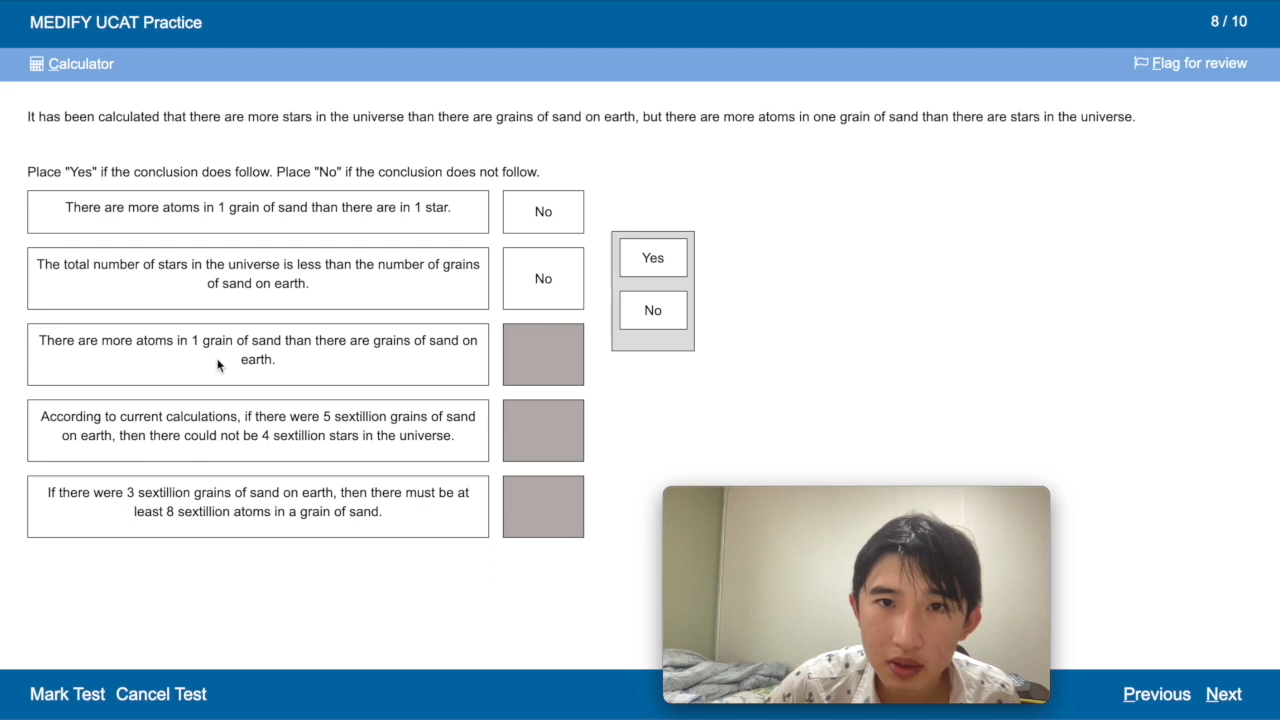 MEDIFY UCAT Practice
8 / 10
Calculator
Flag for review
It has been calculated that there are more stars in the universe than there are grains of sand on earth, but there are more atoms in one grain of sand than there are stars in the universe.
Place "Yes" if the conclusion does follow. Place "No" if the conclusion does not follow.
There are more atoms in 1 grain of sand than there are in 1 star.
No
The total number of stars in the universe is less than the number of grains
of sand on earth.
No
Yes
No
There are more atoms in 1 grain of sand than there are grains of sand on
earth.
According to current calculations, if there were 5 sextillion grains of sand
on earth, then there could not be 4 sextillion stars in the universe.
If there were 3 sextillion grains of sand on earth, then there must be at
least 8 sextillion atoms in a grain of sand.
Mark Test
Cancel Test
Previous
Next